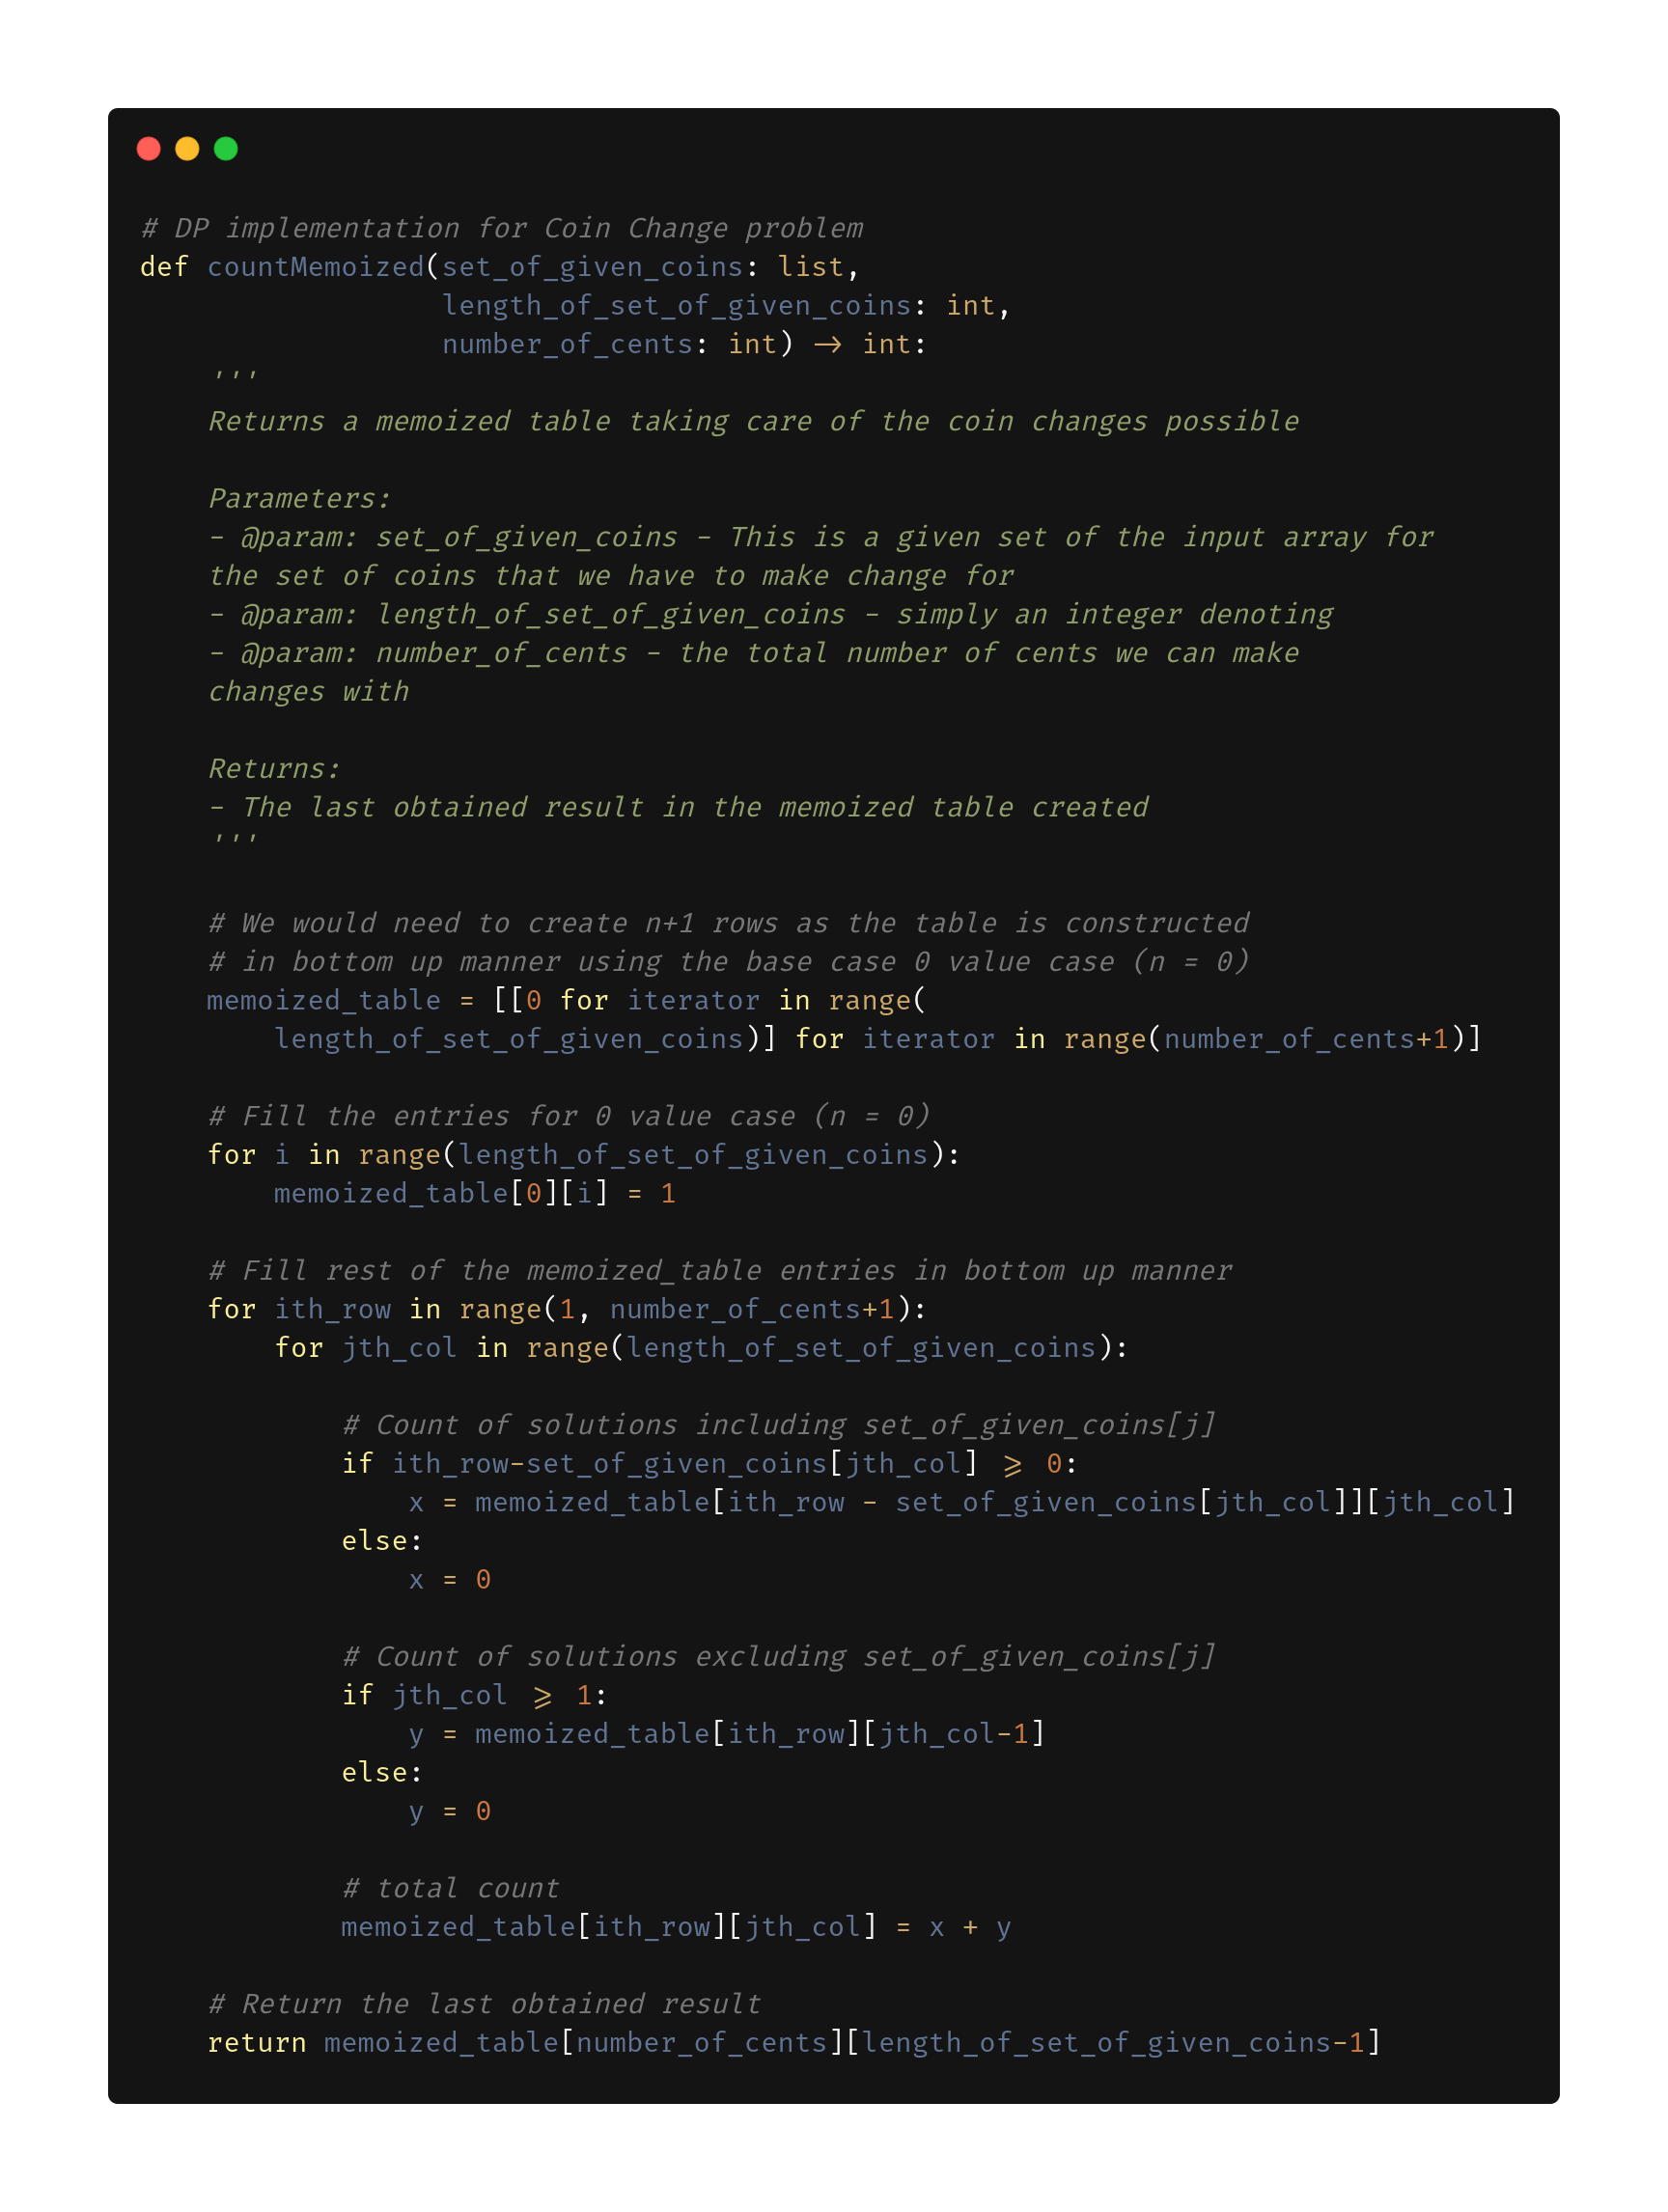 # DP implementation for Coin Change problem
def countMemoized(set_of_given_coins: list,
                  length_of_set_of_given_coins: int,
                  number_of_cents: int) -> int:
    '''
    Returns a memoized table taking care of the coin changes possible

    Parameters:
    - @param: set_of_given_coins - This is a given set of the input array for
    the set of coins that we have to make change for
    - @param: length_of_set_of_given_coins - simply an integer denoting
    - @param: number_of_cents - the total number of cents we can make
    changes with

    Returns:
    - The last obtained result in the memoized table created
    '''

    # We would need to create n+1 rows as the table is constructed
    # in bottom up manner using the base case 0 value case (n = 0)
    memoized_table = [[0 for iterator in range(
        length_of_set_of_given_coins)] for iterator in range(number_of_cents+1)]

    # Fill the entries for 0 value case (n = 0)
    for i in range(length_of_set_of_given_coins):
        memoized_table[0][i] = 1

    # Fill rest of the memoized_table entries in bottom up manner
    for ith_row in range(1, number_of_cents+1):
        for jth_col in range(length_of_set_of_given_coins):

            # Count of solutions including set_of_given_coins[j]
            if ith_row-set_of_given_coins[jth_col] >= 0:
                x = memoized_table[ith_row - set_of_given_coins[jth_col]][jth_col]
            else:
                x = 0

            # Count of solutions excluding set_of_given_coins[j]
            if jth_col >= 1:
                y = memoized_table[ith_row][jth_col-1]
            else:
                y = 0

            # total count
            memoized_table[ith_row][jth_col] = x + y

    # Return the last obtained result
    return memoized_table[number_of_cents][length_of_set_of_given_coins-1]